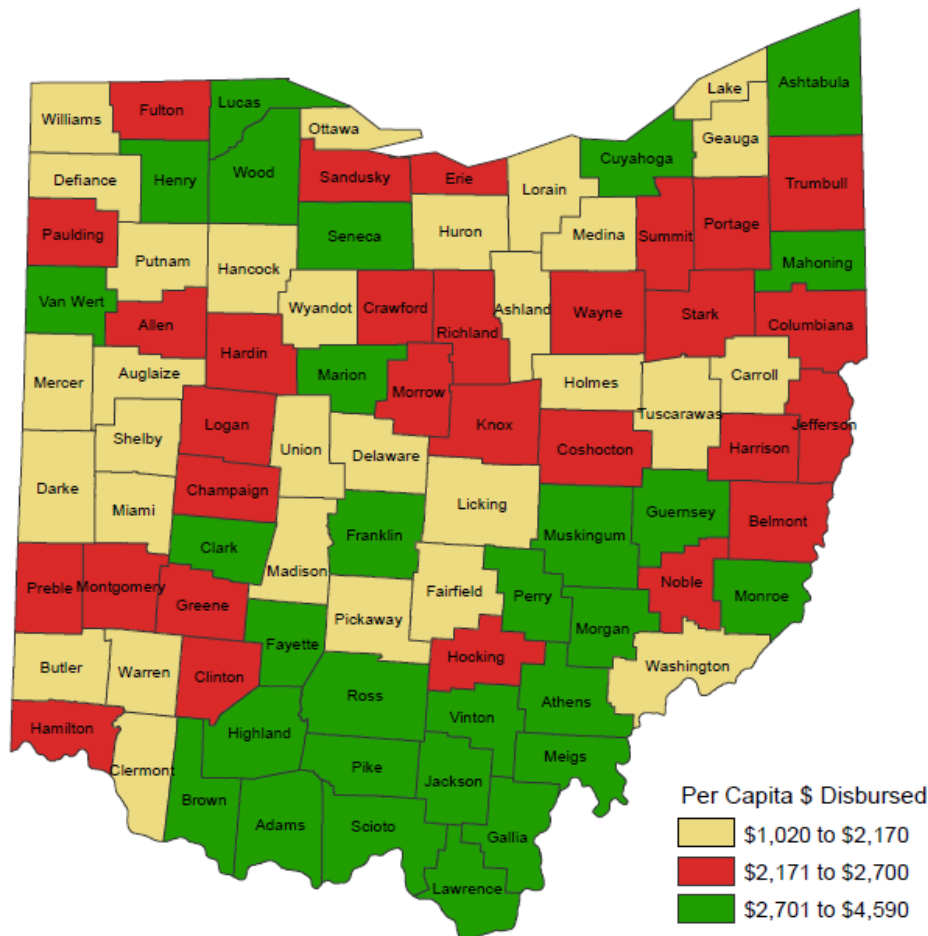 Ashtabula
Lake
Geauga
Williams
Fulton
Lucas
Ottawa
Cuyahoga
Trumbull
Defiance
Henry
Wood
Sandusky
Erie
Lorain
Portage
Paulding
Seneca
Huron
Medina
Summit
Mahoning
Putnam
Hancock
Van Wert
Wyandot
Crawford
Richland
Ashland
Wayne
Stark
Columbiana
Allen
Hardin
Mercer
Auglaize
Marion
Morrow
Holmes
Carroll
Tuscarawas
Jefferson
Shelby
Logan
Union
Delaware
Knox
Coshocton
Harrison
Darke
Miami
Champaign
Licking
Guernsey
Belmont
Clark
Franklin
Muskingum
Preble
Montgomery
Greene
Madison
Fairfield
Perry
Noble
Monroe
Pickaway
Morgan
Butler
Warren
Clinton
Fayette
Hocking
Washington
Ross
Athens
Hamilton
Highland
Vinton
Clermont
Pike
Jackson
Meigs
Brown
Adams
Scioto
Gallia
Lawrence
Per Capita $ Disbursed
$1,020 to $2,170
$2,171 to $2,700
$2,701 to $4,590